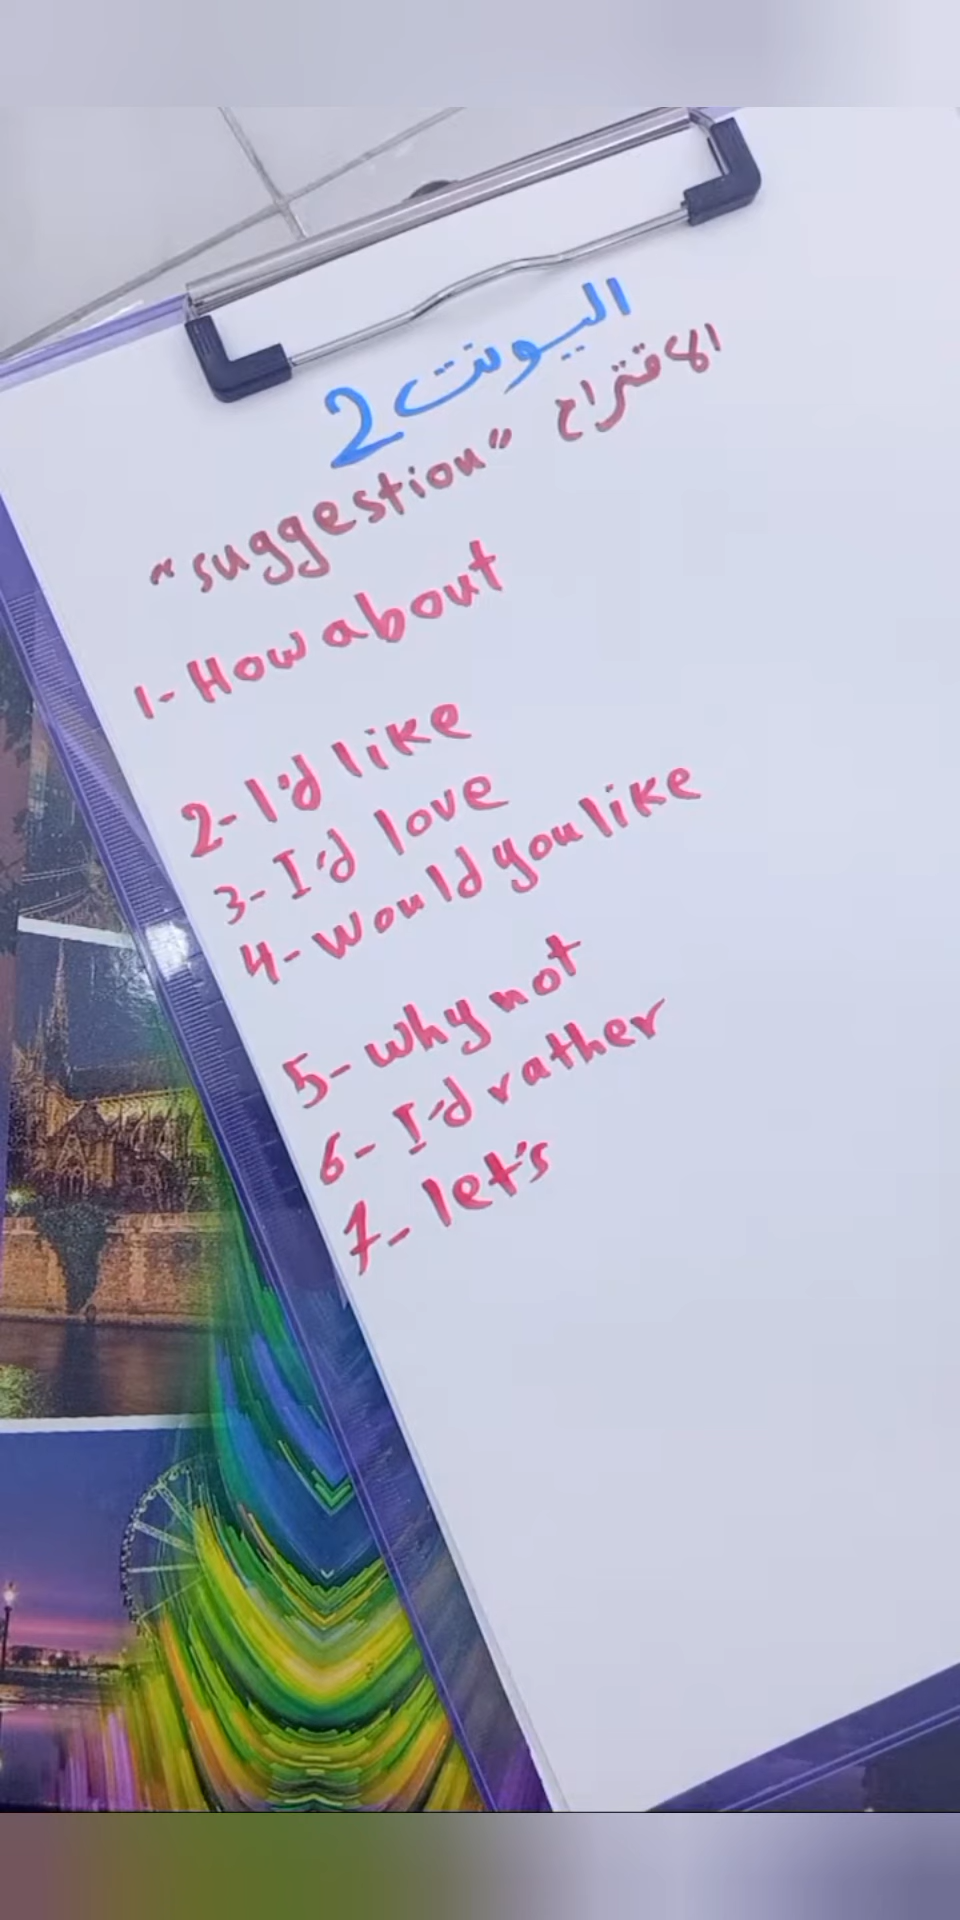 اليونت 2
"suggestion" الاقتراح
1- How about
2- I'd like
3- I'd love
4- Would you like
5- why not
6- I'd rather
7- let's